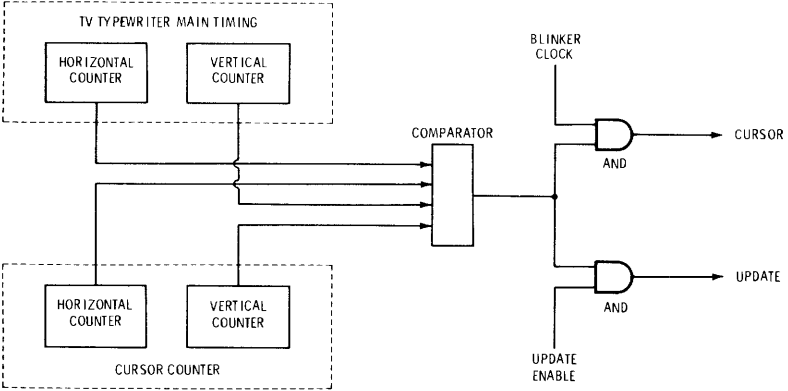 TV TYPEWRITER MAIN TIMING
HORIZONTAL
COUNTER
VERTICAL
COUNTER
BLINKER
CLOCK
COMPARATOR
CURSOR
AND
UPDATE
AND
HORIZONTAL
COUNTER
VERTICAL
COUNTER
CURSOR COUNTER
UPDATE
ENABLE